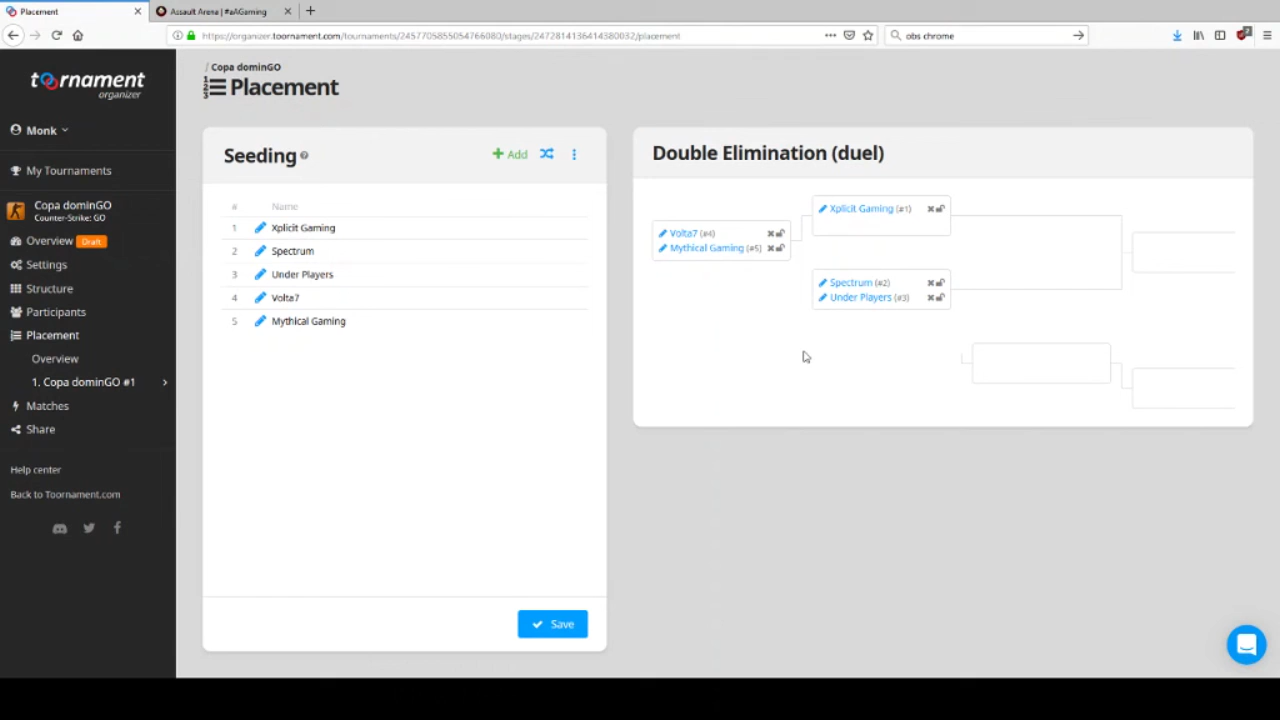 Placement
Assault Arena | #aAGaming
https://organizer.toornament.com/tournaments/2457705855054766080/stages/2472814136414380032/placement
obs chrome
2
toornament
organizer
Monk
My Tournaments
Copa dominGO
Counter-Strike: GO
Overview Draft
Settings
Structure
Participants
Placement
Overview
1. Copa dominGO #1
Matches
Share
Help center
Back to Toornament.com
/ Copa dominGO
Placement
Seeding
Add
# Name
1 Xplicit Gaming
2 Spectrum
3 Under Players
4 Volta7
5 Mythical Gaming
Save
Double Elimination (duel)
Volta7 (#4)
Mythical Gaming (#5)
Xplicit Gaming (#1)
Spectrum (#2)
Under Players (#3)